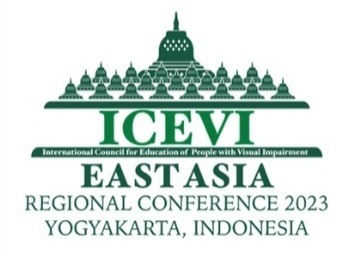 ICEVI
International Council for Education of People with Visual Impairment
EAST ASIA
REGIONAL CONFERENCE 2023
YOGYAKARTA, INDONESIA